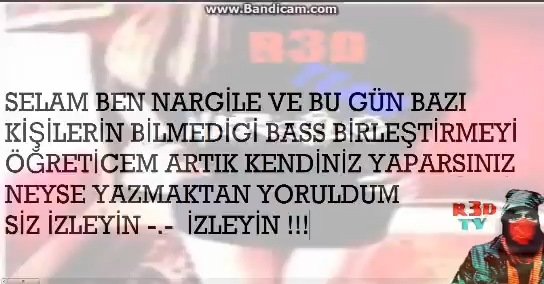 www.Bandicam.com
R3D
SELAM BEN NARGİLE VE BU GÜN BAZI
KİŞİLERİN BİLMEDİGİ BASS BİRLEŞTİRMEYİ
ÖĞRETİCEM ARTIK KENDİNİZ YAPARSINIZ
NEYSE YAZMAKTAN YORULDUM
SİZ İZLEYİN -.- İZLEYİN !!!
R3D
TV